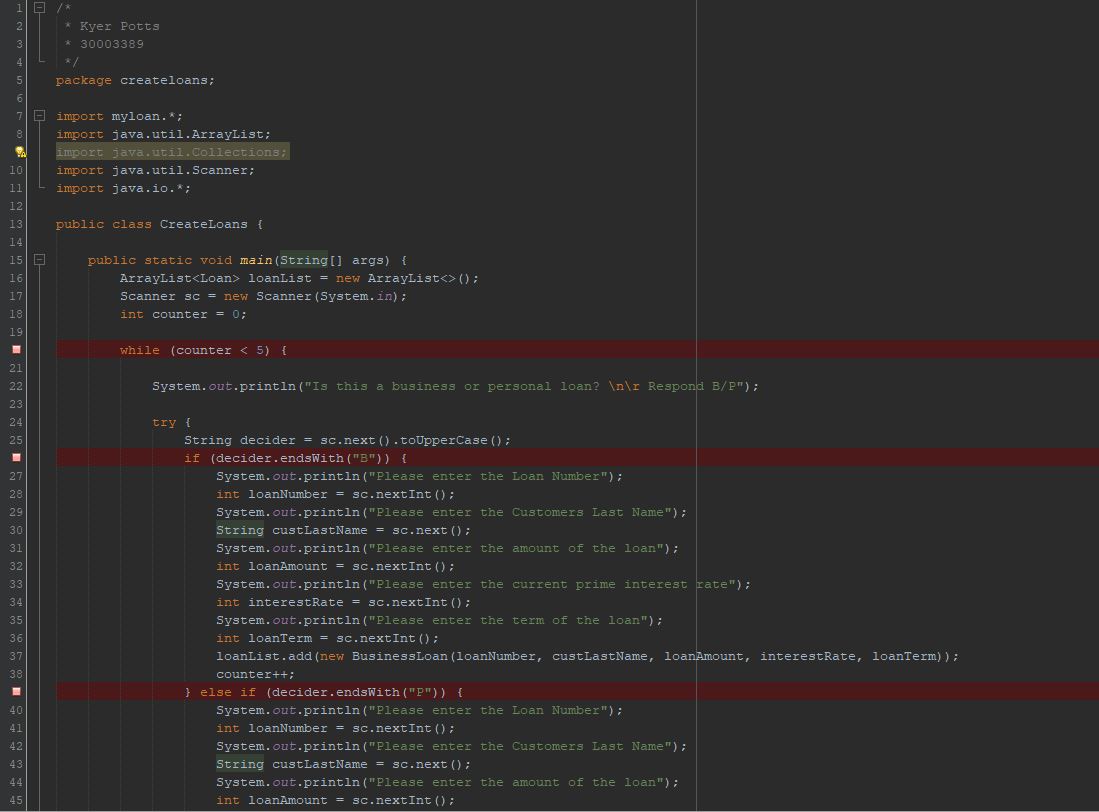 1 /*
2  * Kyer Potts
3  * 30003389
4  */
5 package createloans;
6
7 import myloan.*;
8 import java.util.ArrayList;
import java.util.Collections;
10 import java.util.Scanner;
11 import java.io.*;
12
13 public class CreateLoans {
14
15     public static void main(String[] args) {
16         ArrayList<Loan> loanList = new ArrayList<>();
17         Scanner sc = new Scanner(System.in);
18         int counter = 0;
19
        while (counter < 5) {
21
22             System.out.println("Is this a business or personal loan? \n\r Respond B/P");
23
24             try {
25                 String decider = sc.next().toUpperCase();
                if (decider.endsWith("B")) {
27                     System.out.println("Please enter the Loan Number");
28                     int loanNumber = sc.nextInt();
29                     System.out.println("Please enter the Customers Last Name");
30                     String custLastName = sc.next();
31                     System.out.println("Please enter the amount of the loan");
32                     int loanAmount = sc.nextInt();
33                     System.out.println("Please enter the current prime interest rate");
34                     int interestRate = sc.nextInt();
35                     System.out.println("Please enter the term of the loan");
36                     int loanTerm = sc.nextInt();
37                     loanList.add(new BusinessLoan(loanNumber, custLastName, loanAmount, interestRate, loanTerm));
38                     counter++;
                } else if (decider.endsWith("P")) {
40                     System.out.println("Please enter the Loan Number");
41                     int loanNumber = sc.nextInt();
42                     System.out.println("Please enter the Customers Last Name");
43                     String custLastName = sc.next();
44                     System.out.println("Please enter the amount of the loan");
45                     int loanAmount = sc.nextInt();